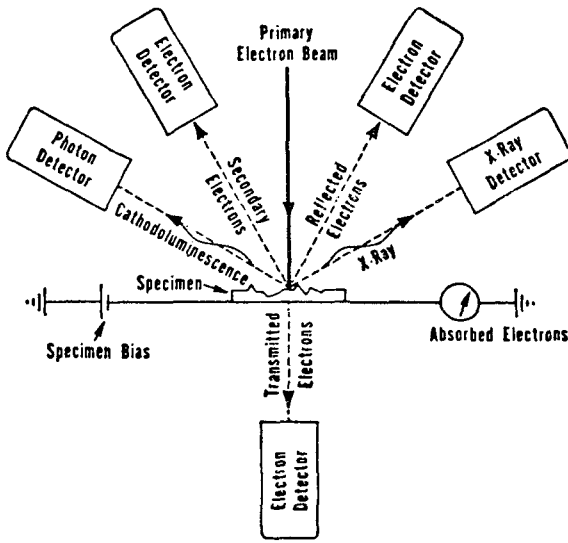 Primary
Electron Beam
Electron
Detector
Electron
Detector
Photon
Detector
X-Ray
Detector
Secondary
Electrons
Reflected
Electrons
Cathodoluminescence
X-Ray
Specimen
Specimen Bias
Absorbed Electrons
Transmitted
Electrons
Electron
Detector